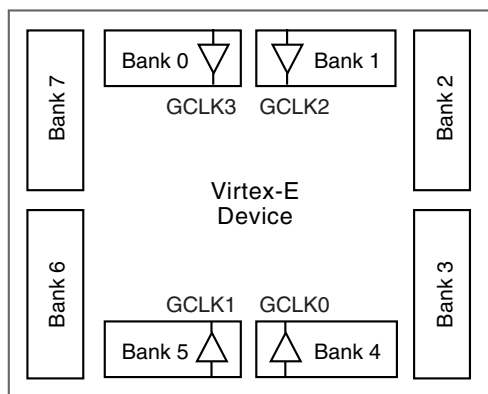 Bank 0
Bank 1
GCLK3
GCLK2
Bank 7
Bank 2
Virtex-E
Device
Bank 6
Bank 3
GCLK1
GCLK0
Bank 5
Bank 4